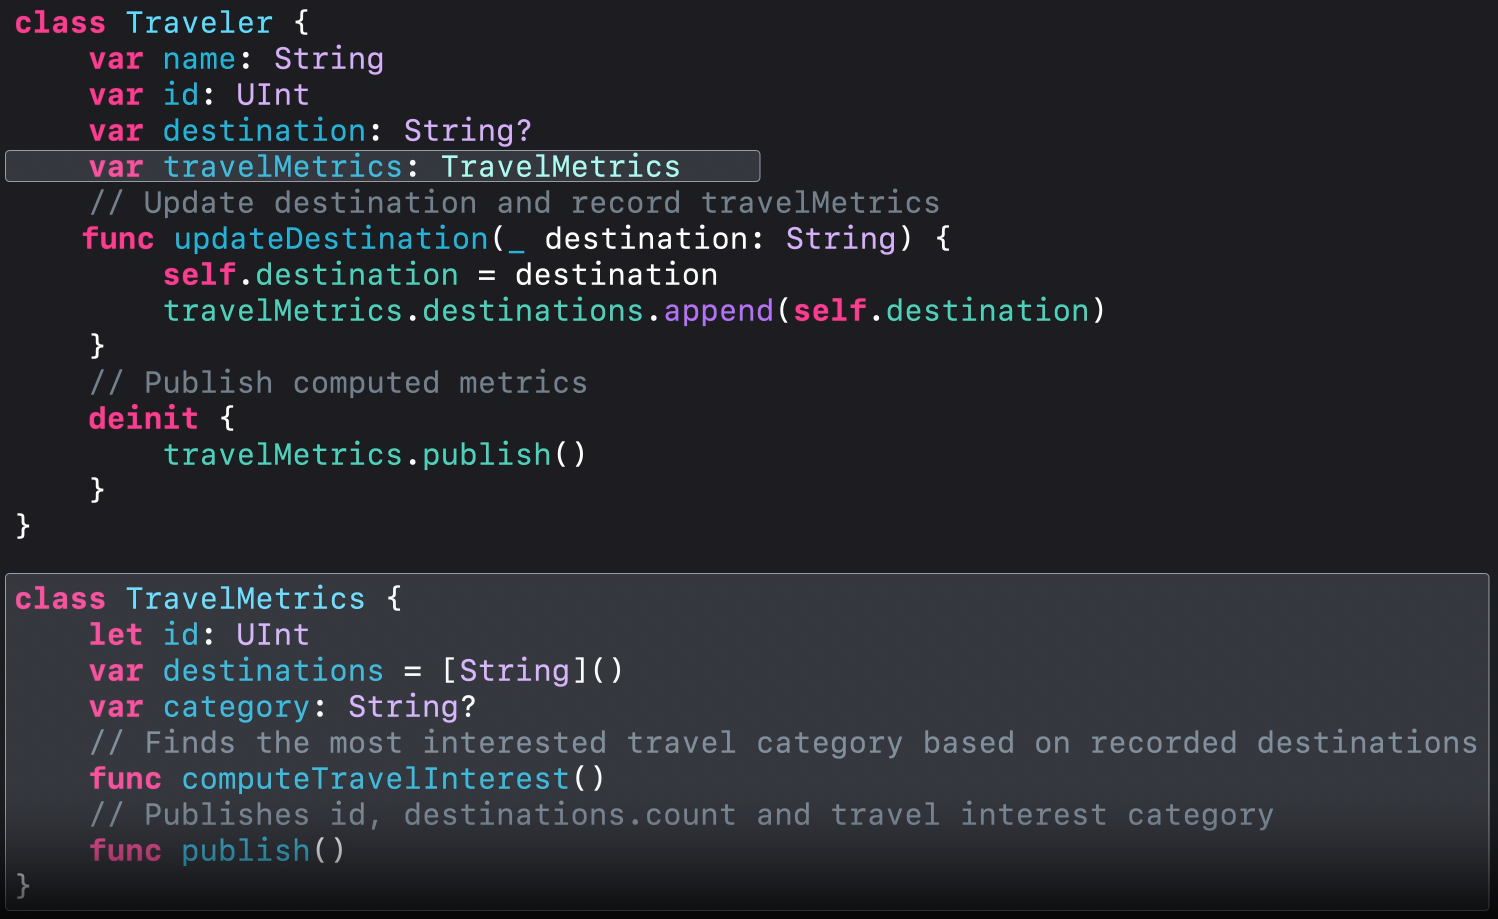 class Traveler {
    var name: String
    var id: UInt
    var destination: String?
    var travelMetrics: TravelMetrics
    // Update destination and record travelMetrics
    func updateDestination(_ destination: String) {
        self.destination = destination
        travelMetrics.destinations.append(self.destination)
    }
    // Publish computed metrics
    deinit {
        travelMetrics.publish()
    }
}
class TravelMetrics {
    let id: UInt
    var destinations = [String]()
    var category: String?
    // Finds the most interested travel category based on recorded destinations
    func computeTravelInterest()
    // Publishes id, destinations.count and travel interest category
    func publish()
}